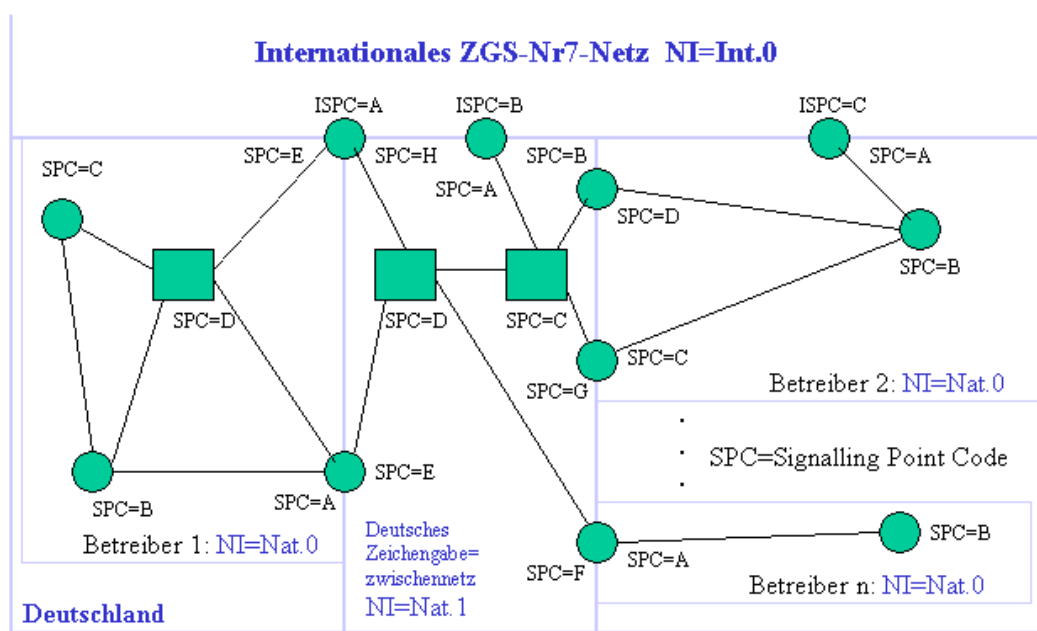 Internationales ZGS-Nr7-Netz NI=Int.0
ISPC=A
ISPC=B
ISPC=C
SPC=E
SPC=H
SPC=B
SPC=A
SPC=C
SPC=A
SPC=D
SPC=B
SPC=D
SPC=D
SPC=C
SPC=C
SPC=G
Betreiber 2: NI=Nat.0
SPC=Signalling Point Code
SPC=E
SPC=A
SPC=B
Betreiber 1: NI=Nat.0
Deutsches
Zeichengabe=
zwischennetz
NI=Nat.1
SPC=B
SPC=A
SPC=F
Betreiber n: NI=Nat.0
Deutschland